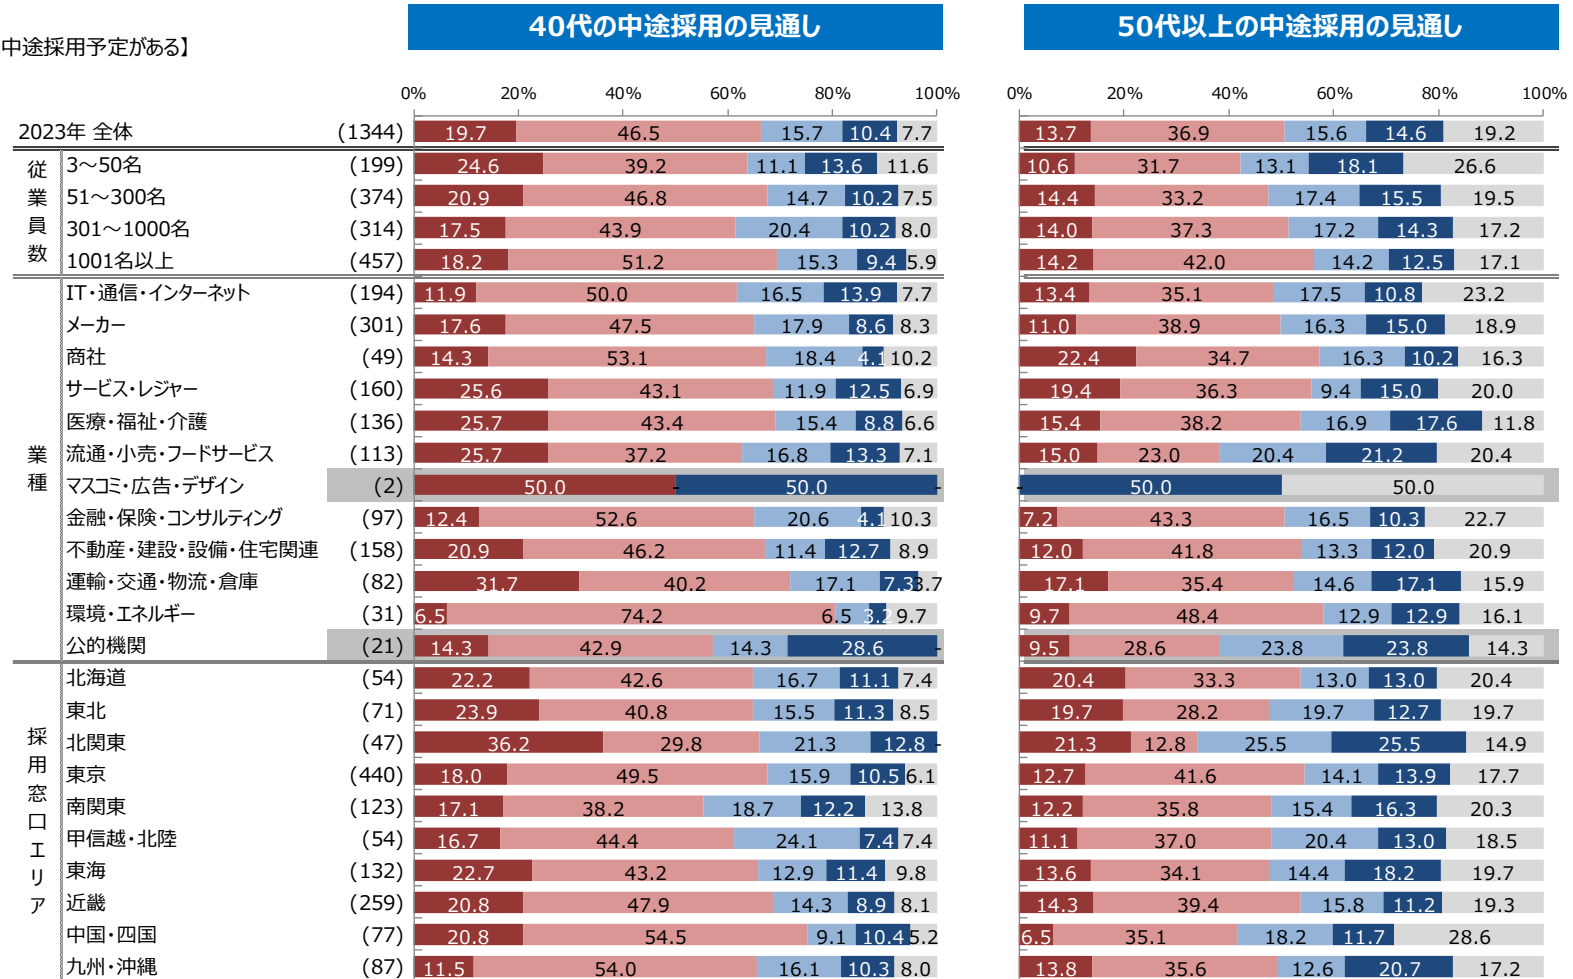 40代の中途採用の見通し 50代以上の中途採用の見通し
中途採用予定がある】
0% 20% 40% 60% 80% 100% 0% 20% 40% 60% 80% 100%
2023年 全体 (1344) 19.7 46.5 15.7 10.4 7.7 13.7 36.9 15.6 14.6 19.2
従業員数
3〜50名 (199) 24.6 39.2 11.1 13.6 11.6 10.6 31.7 13.1 18.1 26.6
51〜300名 (374) 20.9 46.8 14.7 10.2 7.5 14.4 33.2 17.4 15.5 19.5
301〜1000名 (314) 17.5 43.9 20.4 10.2 8.0 14.0 37.3 17.2 14.3 17.2
1001名以上 (457) 18.2 51.2 15.3 9.4 5.9 14.2 42.0 14.2 12.5 17.1
業種
IT・通信・インターネット (194) 11.9 50.0 16.5 13.9 7.7 13.4 35.1 17.5 10.8 23.2
メーカー (301) 17.6 47.5 17.9 8.6 8.3 11.0 38.9 16.3 15.0 18.9
商社 (49) 14.3 53.1 18.4 4.1 10.2 22.4 34.7 16.3 10.2 16.3
サービス・レジャー (160) 25.6 43.1 11.9 12.5 6.9 19.4 36.3 9.4 15.0 20.0
医療・福祉・介護 (136) 25.7 43.4 15.4 8.8 6.6 15.4 38.2 16.9 17.6 11.8
流通・小売・フードサービス (113) 25.7 37.2 16.8 13.3 7.1 15.0 23.0 20.4 21.2 20.4
マスコミ・広告・デザイン (2) 50.0 - 50.0 - - 50.0 50.0
金融・保険・コンサルティング (97) 12.4 52.6 20.6 4.1 10.3 7.2 43.3 16.5 10.3 22.7
不動産・建設・設備・住宅関連 (158) 20.9 46.2 11.4 12.7 8.9 12.0 41.8 13.3 12.0 20.9
運輸・交通・物流・倉庫 (82) 31.7 40.2 17.1 7.3 3.7 17.1 35.4 14.6 17.1 15.9
環境・エネルギー (31) 6.5 74.2 6.5 3.2 9.7 9.7 48.4 12.9 12.9 16.1
公的機関 (21) 14.3 42.9 14.3 28.6 - 9.5 28.6 23.8 23.8 14.3
採用窓口エリア
北海道 (54) 22.2 42.6 16.7 11.1 7.4 20.4 33.3 13.0 13.0 20.4
東北 (71) 23.9 40.8 15.5 11.3 8.5 19.7 28.2 19.7 12.7 19.7
北関東 (47) 36.2 29.8 21.3 12.8 - 21.3 12.8 25.5 25.5 14.9
東京 (440) 18.0 49.5 15.9 10.5 6.1 12.7 41.6 14.1 13.9 17.7
南関東 (123) 17.1 38.2 18.7 12.2 13.8 12.2 35.8 15.4 16.3 20.3
甲信越・北陸 (54) 16.7 44.4 24.1 7.4 7.4 11.1 37.0 20.4 13.0 18.5
東海 (132) 22.7 43.2 12.9 11.4 9.8 13.6 34.1 14.4 18.2 19.7
近畿 (259) 20.8 47.9 14.3 8.9 8.1 14.3 39.4 15.8 11.2 19.3
中国・四国 (77) 20.8 54.5 9.1 10.4 5.2 6.5 35.1 18.2 11.7 28.6
九州・沖縄 (87) 11.5 54.0 16.1 10.3 8.0 13.8 35.6 12.6 20.7 17.2